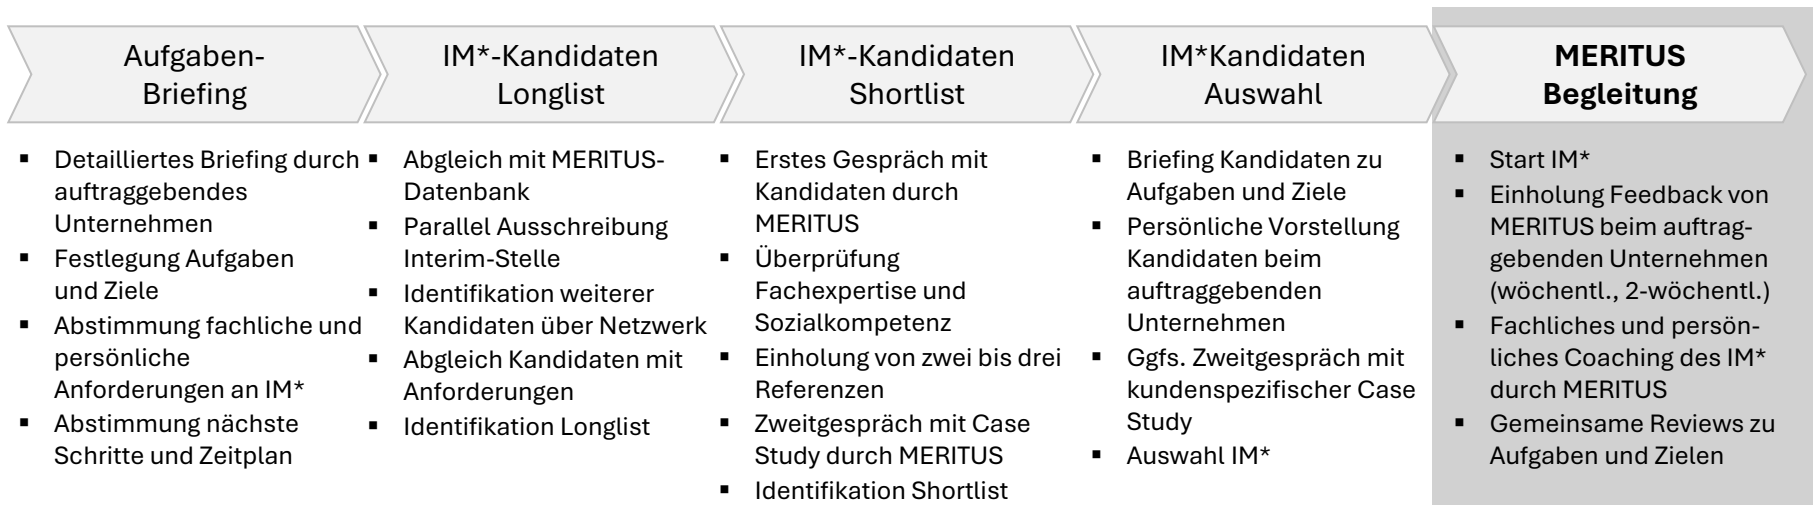 Aufgaben-
Briefing
IM*-Kandidaten
Longlist
IM*-Kandidaten
Shortlist
IM*Kandidaten
Auswahl
MERITUS
Begleitung
▪ Detailliertes Briefing durch
auftraggebendes
Unternehmen
▪ Festlegung Aufgaben
und Ziele
▪ Abstimmung fachliche und
persönliche
Anforderungen an IM*
▪ Abstimmung nächste
Schritte und Zeitplan
▪ Abgleich mit MERITUS-
Datenbank
▪ Parallel Ausschreibung
Interim-Stelle
▪ Identifikation weiterer
Kandidaten über Netzwerk
▪ Abgleich Kandidaten mit
Anforderungen
▪ Identifikation Longlist
▪ Erstes Gespräch mit
Kandidaten durch
MERITUS
▪ Überprüfung
Fachexpertise und
Sozialkompetenz
▪ Einholung von zwei bis drei
Referenzen
▪ Zweitgespräch mit Case
Study durch MERITUS
▪ Identifikation Shortlist
▪ Briefing Kandidaten zu
Aufgaben und Ziele
▪ Persönliche Vorstellung
Kandidaten beim
auftraggebenden
Unternehmen
▪ Ggfs. Zweitgespräch mit
kundenspezifischer Case
Study
▪ Auswahl IM*
▪ Start IM*
▪ Einholung Feedback von
MERITUS beim auftrag-
gebenden Unternehmen
(wöchentl., 2-wöchentl.)
▪ Fachliches und persön-
liches Coaching des IM*
durch MERITUS
▪ Gemeinsame Reviews zu
Aufgaben und Zielen